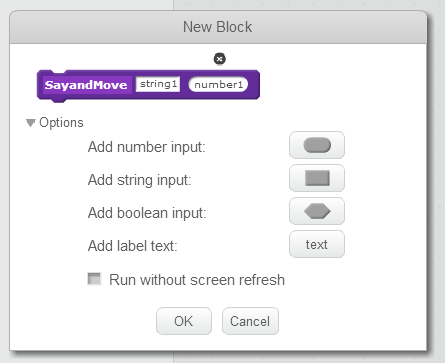 New Block
SayandMove string1 number1
Options
Add number input:
Add string input:
Add boolean input:
Add label text: text
Run without screen refresh
OK Cancel